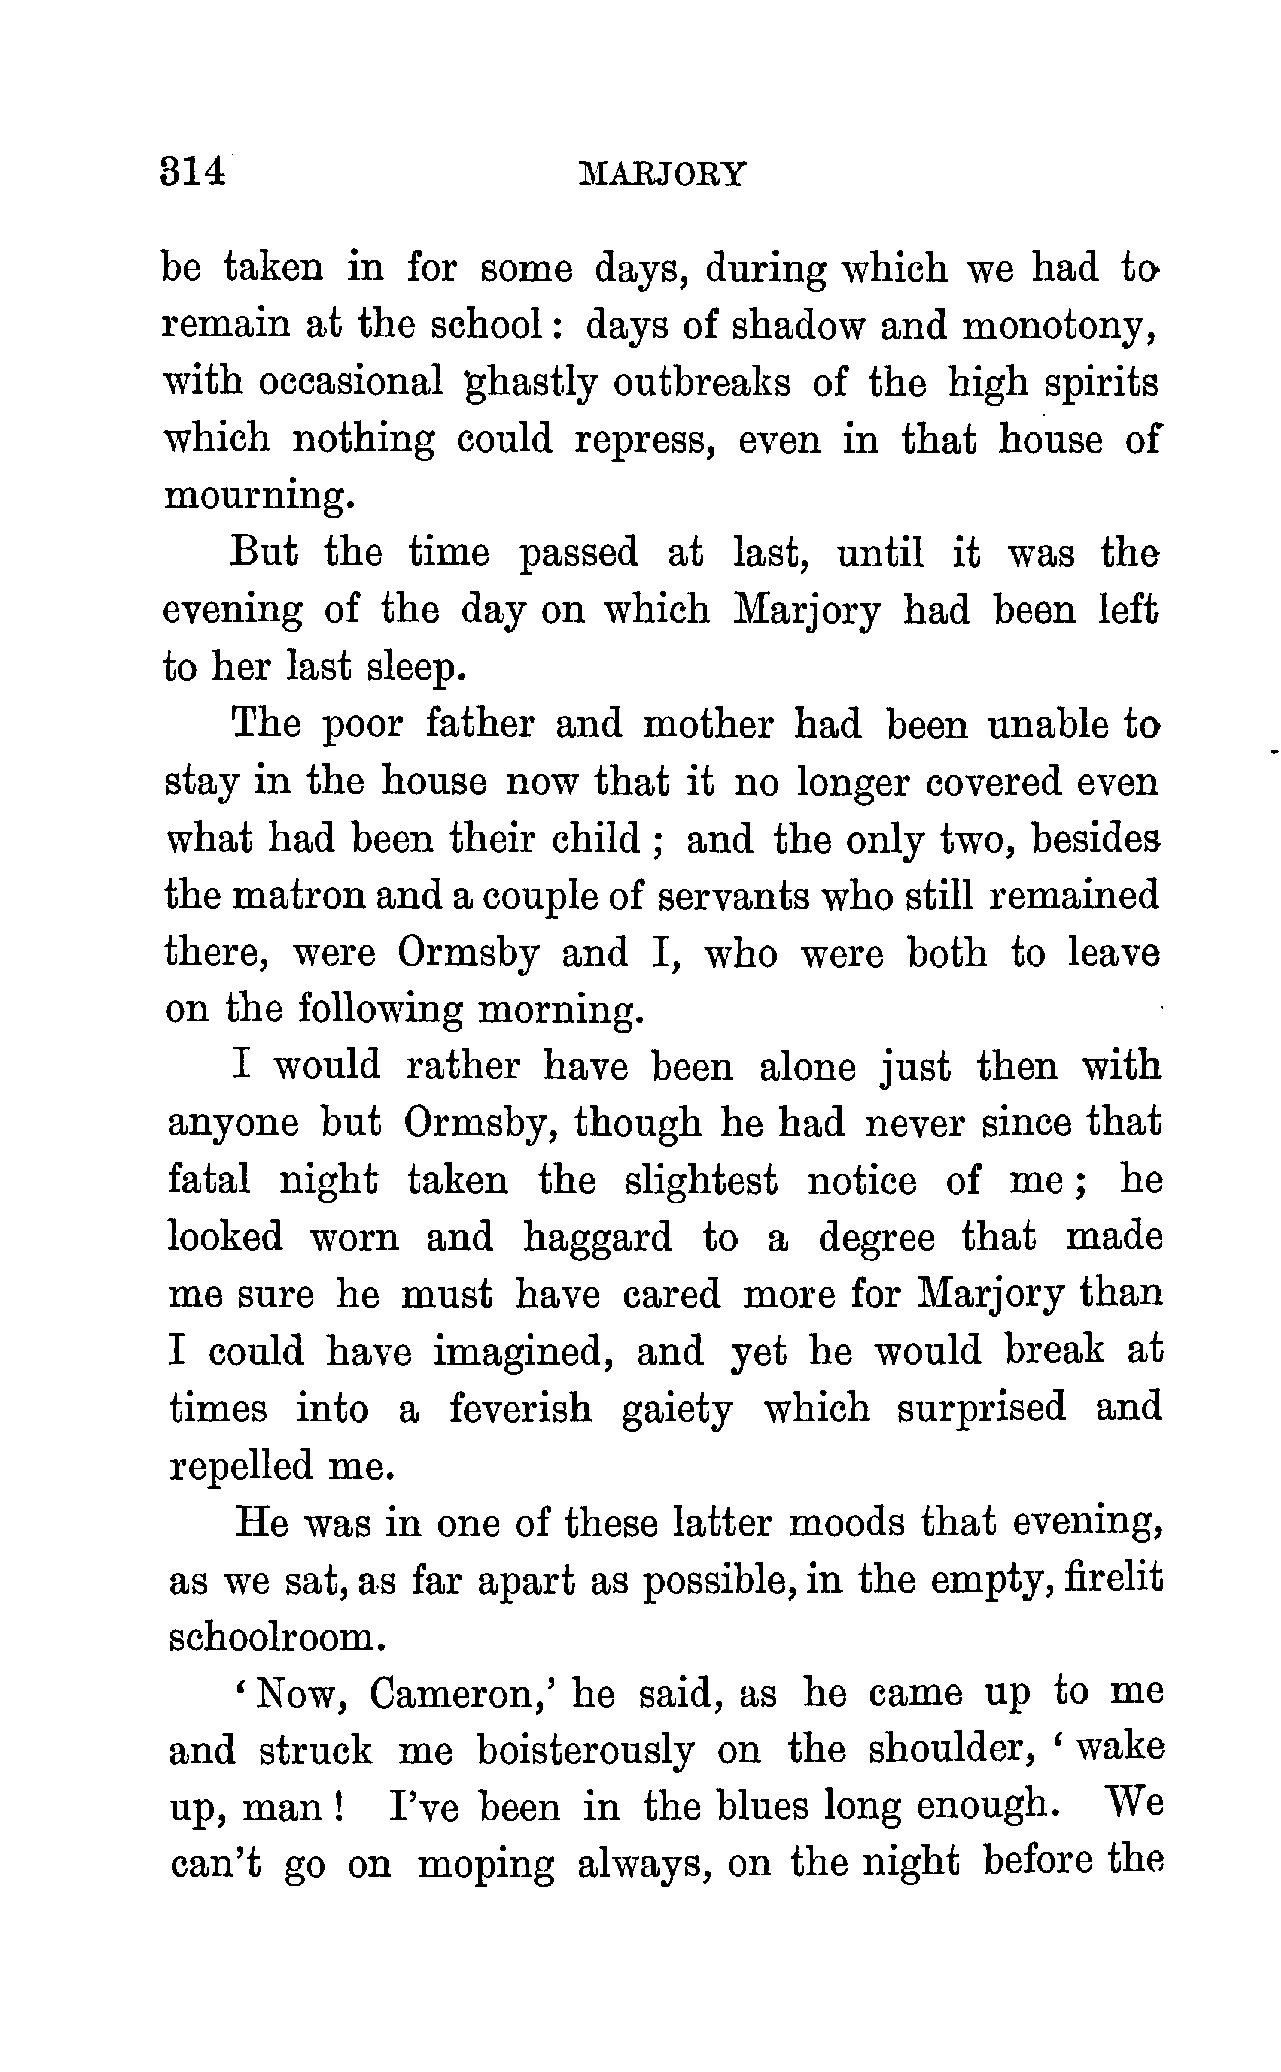 314 MARJORY
be taken in for some days, during which we had to
remain at the school : days of shadow and monotony,
with occasional ghastly outbreaks of the high spirits
which nothing could repress, even in that house of
mourning.
But the time passed at last, until it was the
evening of the day on which Marjory had been left
to her last sleep.
The poor father and mother had been unable to
stay in the house now that it no longer covered even
what had been their child ; and the only two, besides
the matron and a couple of servants who still remained
there, were Ormsby and I, who were both to leave
on the following morning.
I would rather have been alone just then with
anyone but Ormsby, though he had never since that
fatal night taken the slightest notice of me ; he
looked worn and haggard to a degree that made
me sure he must have cared more for Marjory than
I could have imagined, and yet he would break at
times into a feverish gaiety which surprised and
repelled me.
He was in one of these latter moods that evening,
as we sat, as far apart as possible, in the empty, firelit
schoolroom.
‘ Now, Cameron,’ he said, as he came up to me
and struck me boisterously on the shoulder, ‘ wake
up, man ! I’ve been in the blues long enough. We
can’t go on moping always, on the night before the